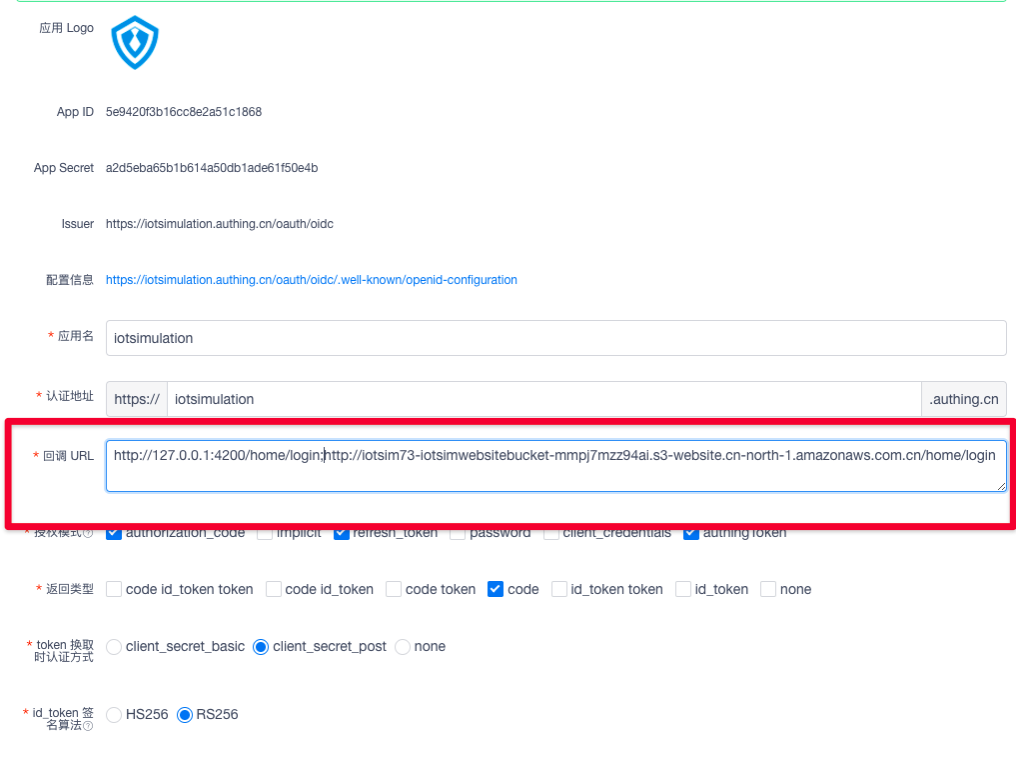 应用 Logo
App ID 5e9420f3b16cc8e2a51c1868
App Secret a2d5eba65b1b614a50db1ade61f50e4b
Issuer https://iotsimulation.authing.cn/oauth/oidc
配置信息 https://iotsimulation.authing.cn/oauth/oidc/.well-known/openid-configuration
* 应用名 iotsimulation
* 认证地址 https:// iotsimulation .authing.cn
* 回调 URL http://127.0.0.1:4200/home/login;http://iotsim73-iotsimwebsitebucket-mmpj7mzz94ai.s3-website.cn-north-1.amazonaws.com.cn/home/login
* 授权模式? authorization_code implicit refresh_token password client_credentials authingToken
* 返回类型 code id_token token code id_token code token code id_token token id_token none
* token 换取
时认证方式 client_secret_basic client_secret_post none
* id_token 签
名算法? HS256 RS256